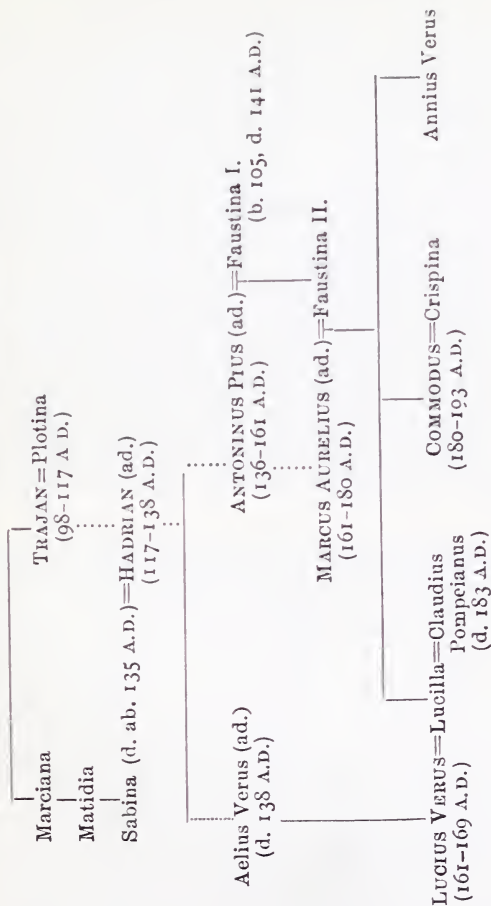 Marciana
TRAJAN=Plotina
(98-117 A D.)
Matidia
Sabina (d. ab. 135 A.D.)=HADRIAN (ad.)
(117-138 A.D.)
Aelius Verus (ad.)
(d. 138 A.D.)
ANTONINUS PIUS (ad.)=Faustina I.
(136-161 A.D.)
(b. 105, d. 141 A.D.)
MARCUS AURELIUS (ad.)=Faustina II.
(161-180 A.D.)
LUCIUS VERUS=Lucilla=Claudius
(161-169 A.D.)
Pompeianus
(d. 183 A.D.)
COMMODUS=Crispina
(180-193 A.D.)
Annius Verus